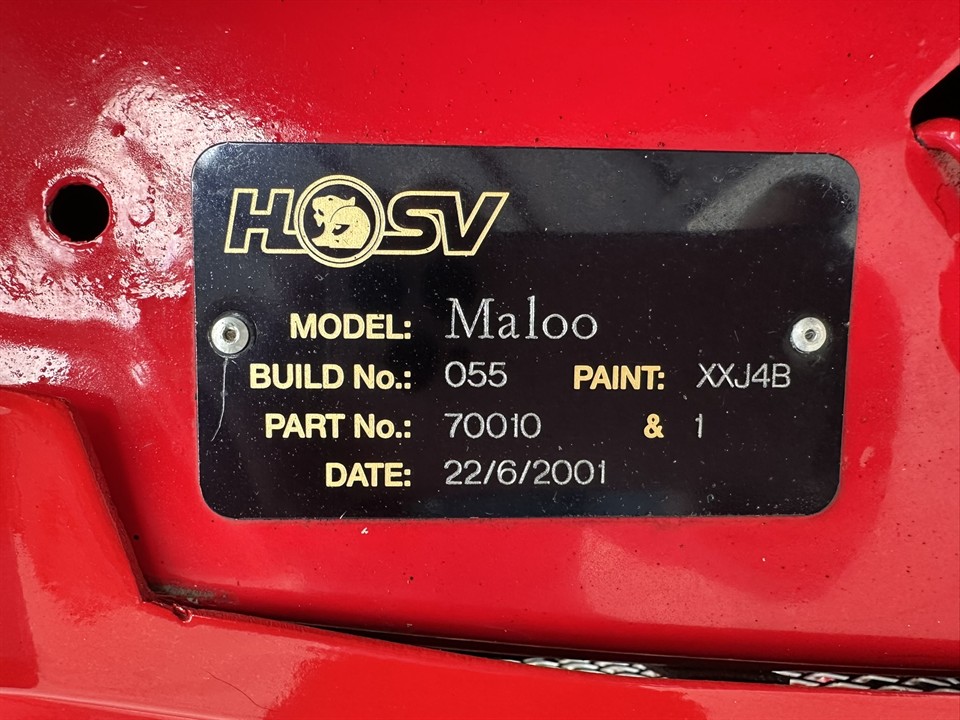 HSV
MODEL: Maloo
BUILD No.: 055 PAINT: XXJ4B
PART No.: 70010 & 1
DATE: 22/6/2001